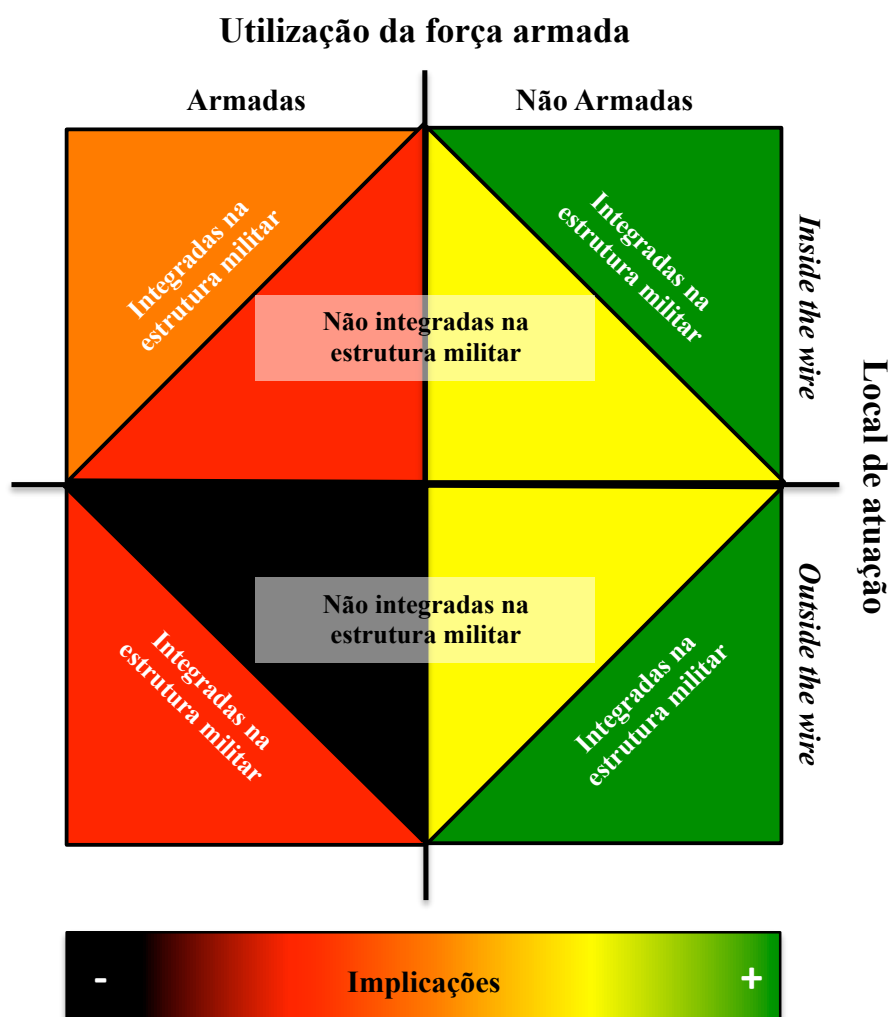 Utilização da força armada
Armadas
Não Armadas
Integradas na
estrutura militar
Integradas na
estrutura militar
Inside the wire
Não integradas na
estrutura militar
Local de atuação
Não integradas na
estrutura militar
Outside the wire
Integradas na
estrutura militar
Integradas na
estrutura militar
- Implicações +